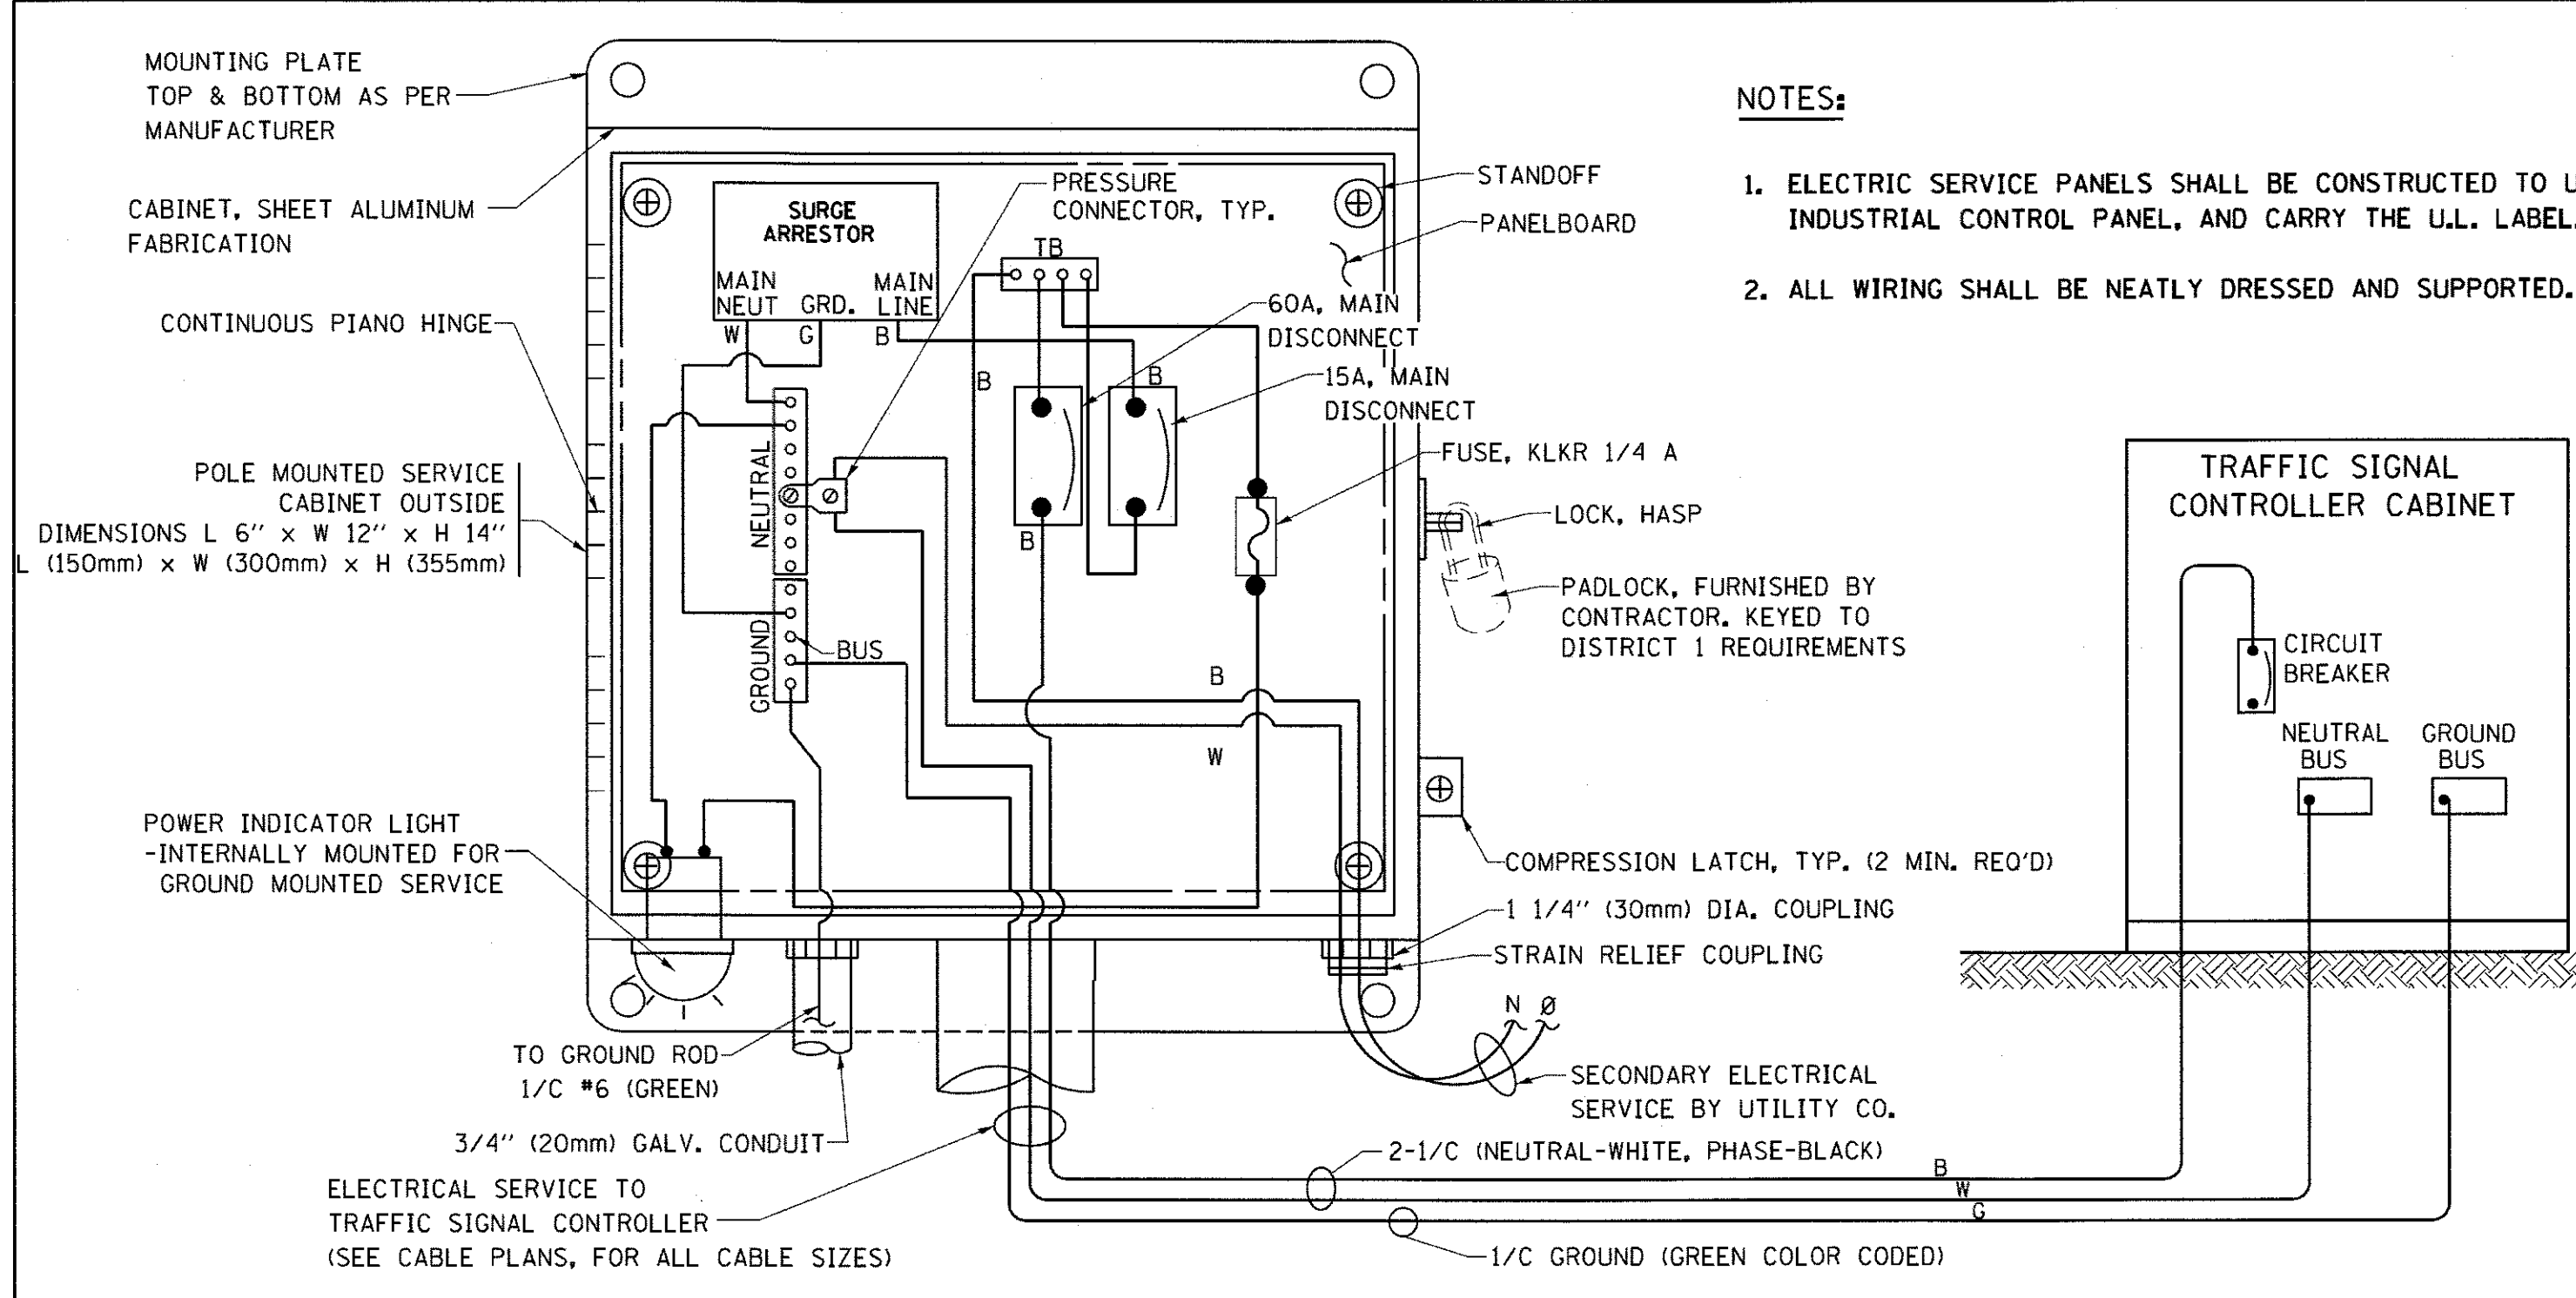 MOUNTING PLATE
TOP & BOTTOM AS PER
MANUFACTURER
CABINET, SHEET ALUMINUM
FABRICATION
CONTINUOUS PIANO HINGE
POLE MOUNTED SERVICE
CABINET OUTSIDE
DIMENSIONS L 6" x W 12" x H 14"
L (150mm) x W (300mm) x H (355mm)
POWER INDICATOR LIGHT
-INTERNALLY MOUNTED FOR
GROUND MOUNTED SERVICE
SURGE
ARRESTOR
MAIN
NEUT
GRD.
MAIN
LINE
W
G
B
PRESSURE
CONNECTOR, TYP.
TB
STANDOFF
PANELBOARD
60A, MAIN
DISCONNECT
15A, MAIN
DISCONNECT
B
B
B
NEUTRAL
GROUND
BUS
FUSE, KLKR 1/4 A
LOCK, HASP
PADLOCK, FURNISHED BY
CONTRACTOR. KEYED TO
DISTRICT 1 REQUIREMENTS
B
W
COMPRESSION LATCH, TYP. (2 MIN. REQ'D)
1 1/4" (30mm) DIA. COUPLING
STRAIN RELIEF COUPLING
N Ø
SECONDARY ELECTRICAL
SERVICE BY UTILITY CO.
TO GROUND ROD
1/C #6 (GREEN)
3/4" (20mm) GALV. CONDUIT
ELECTRICAL SERVICE TO
TRAFFIC SIGNAL CONTROLLER
(SEE CABLE PLANS, FOR ALL CABLE SIZES)
2-1/C (NEUTRAL-WHITE, PHASE-BLACK)
B
W
G
1/C GROUND (GREEN COLOR CODED)
NOTES:
1. ELECTRIC SERVICE PANELS SHALL BE CONSTRUCTED TO
INDUSTRIAL CONTROL PANEL, AND CARRY THE U.L. LABEL.
2. ALL WIRING SHALL BE NEATLY DRESSED AND SUPPORTED.
TRAFFIC SIGNAL
CONTROLLER CABINET
CIRCUIT
BREAKER
NEUTRAL
BUS
GROUND
BUS